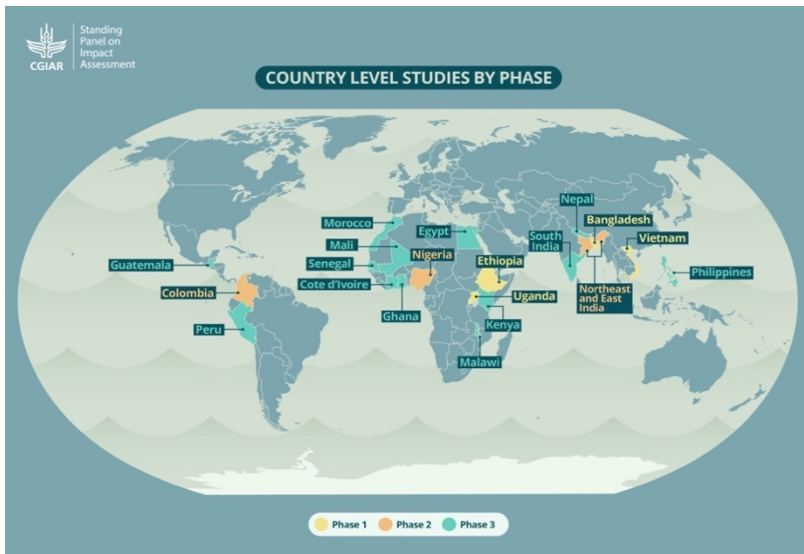 CGIAR
Standing
Panel on
Impact
Assessment
COUNTRY LEVEL STUDIES BY PHASE
Nepal
Bangladesh
Morocco
Egypt
South
India
Vietnam
Mali
Nigeria
Senegal
Ethiopia
Guatemala
Philippines
Colombia
Cote d'Ivoire
Uganda
Northeast
and East
India
Ghana
Kenya
Peru
Malawi
Phase 1
Phase 2
Phase 3